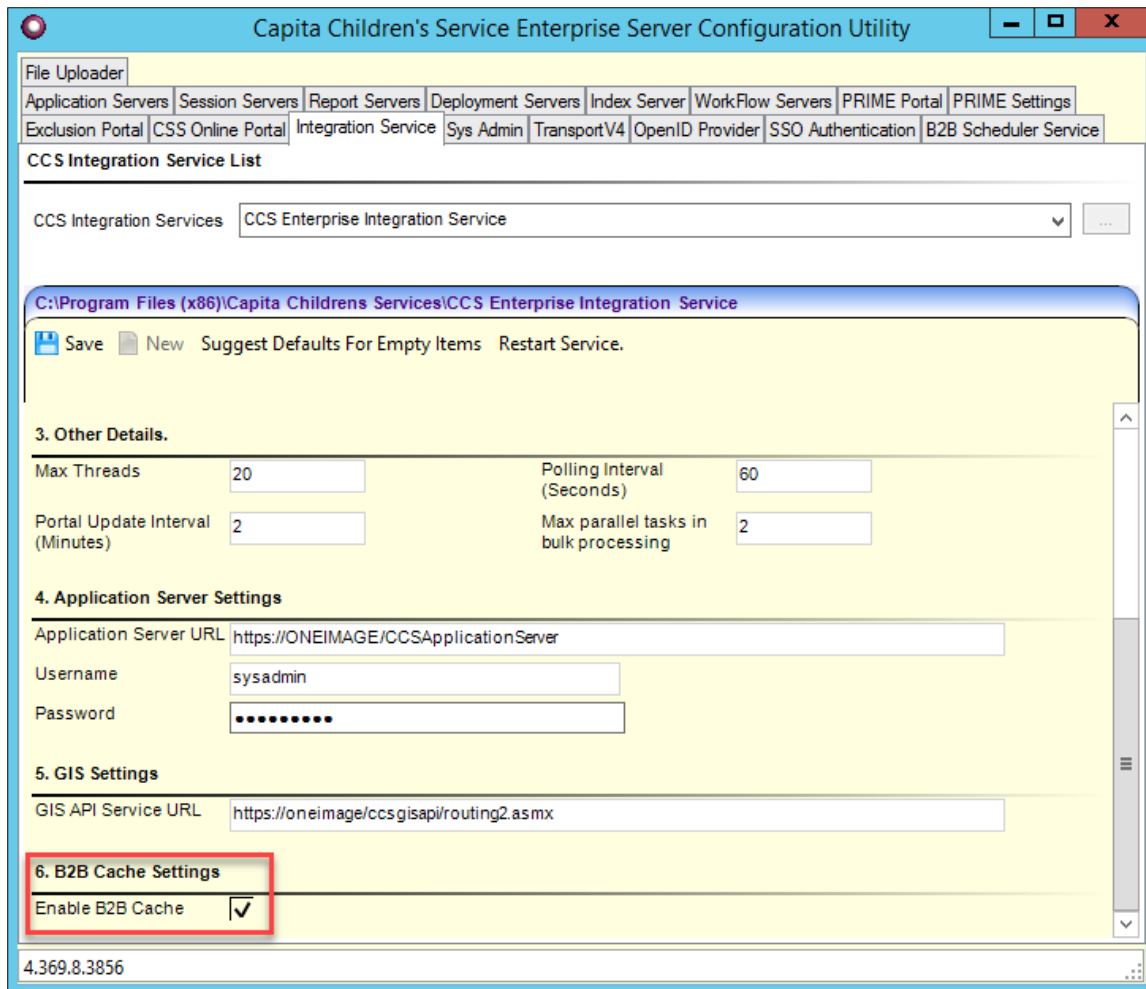 Capita Children's Service Enterprise Server Configuration Utility
File Uploader
Application Servers Session Servers Report Servers Deployment Servers Index Server WorkFlow Servers PRIME Portal PRIME Settings
Exclusion Portal CSS Online Portal Integration Service Sys Admin TransportV4 OpenID Provider SSO Authentication B2B Scheduler Service
CCS Integration Service List
CCS Integration Services CCS Enterprise Integration Service ...
C:\Program Files (x86)\Capita Childrens Services\CCS Enterprise Integration Service
Save New Suggest Defaults For Empty Items Restart Service.
3. Other Details.
Max Threads 20 Polling Interval
(Seconds) 60
Portal Update Interval
(Minutes) 2 Max parallel tasks in
bulk processing 2
4. Application Server Settings
Application Server URL https://ONEIMAGE/CCSApplicationServer
Username sysadmin
Password •••••••••
5. GIS Settings
GIS API Service URL https://oneimage/ccsgisapi/routing2.asmx
6. B2B Cache Settings
Enable B2B Cache
4.369.8.3856